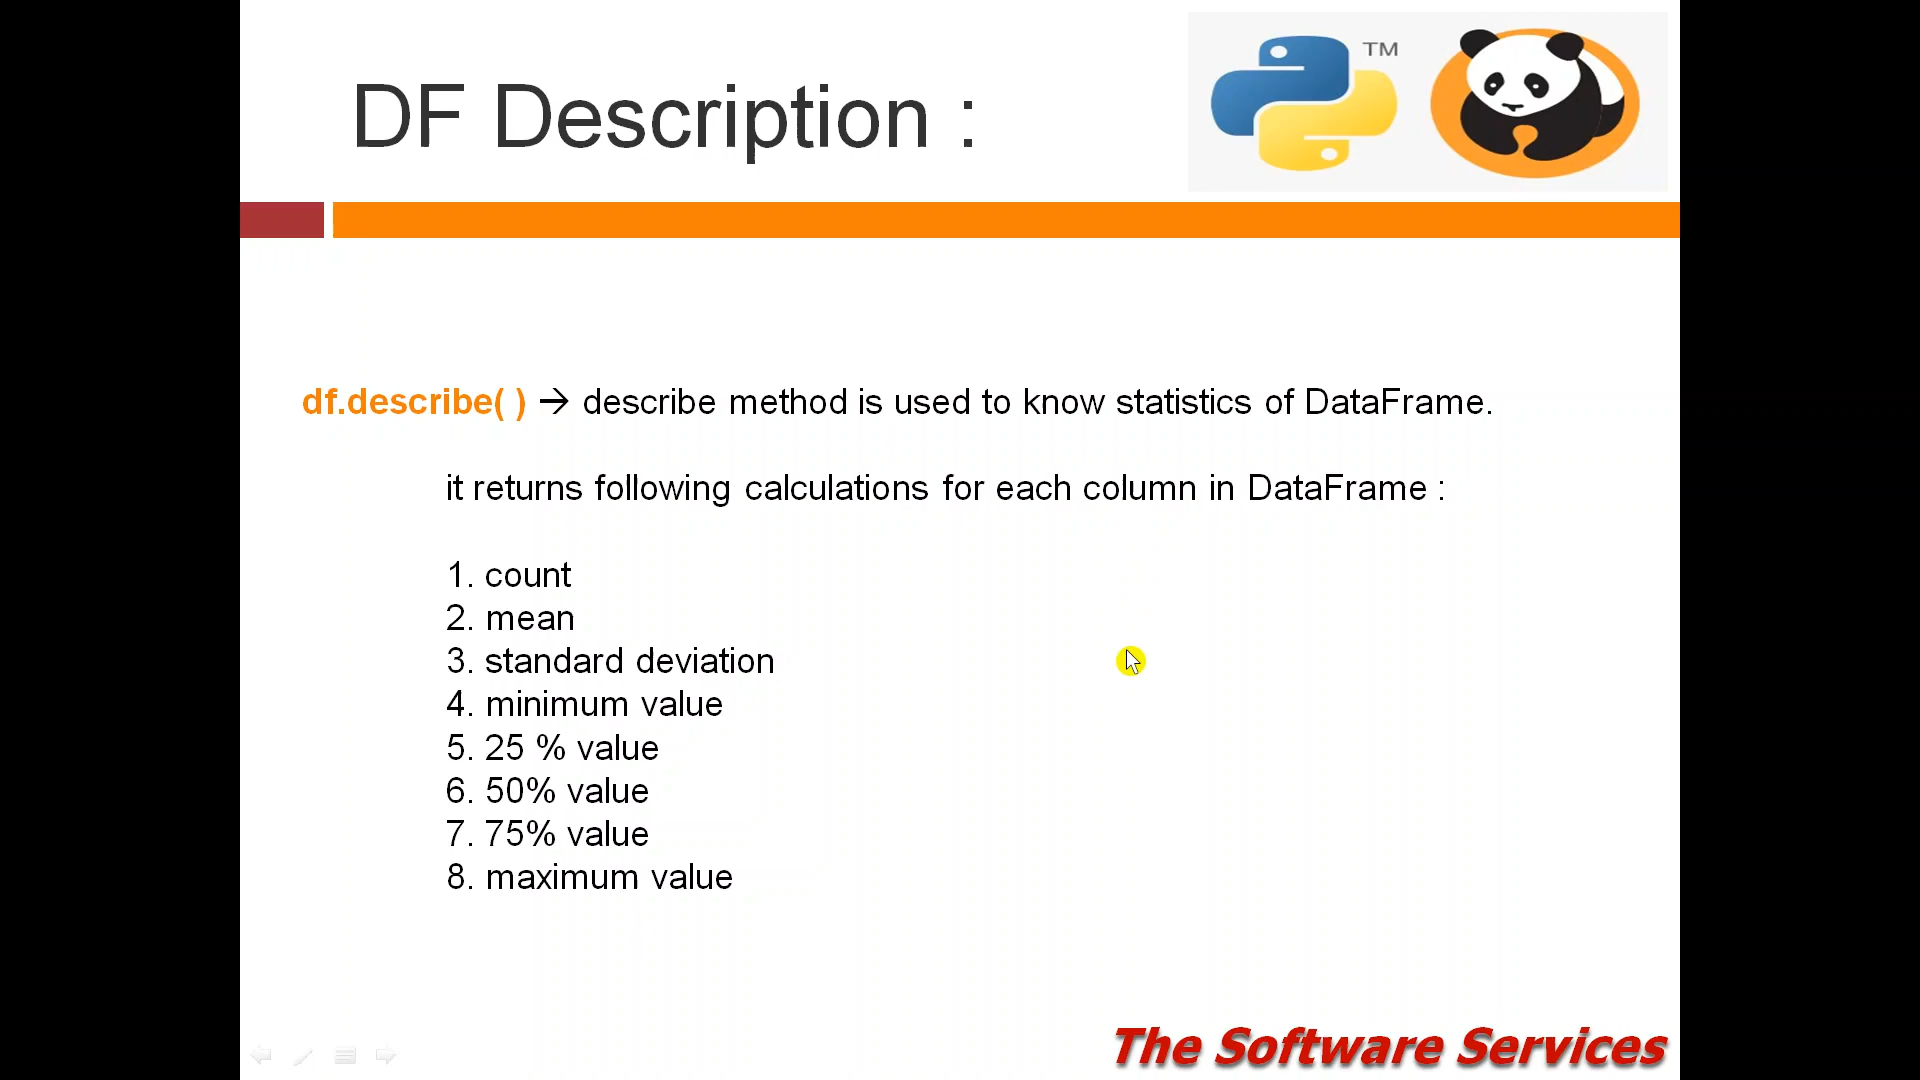 DF Description :
TM
df.describe( ) → describe method is used to know statistics of DataFrame.
it returns following calculations for each column in DataFrame :
1. count
2. mean
3. standard deviation
4. minimum value
5. 25 % value
6. 50% value
7. 75% value
8. maximum value
The Software Services